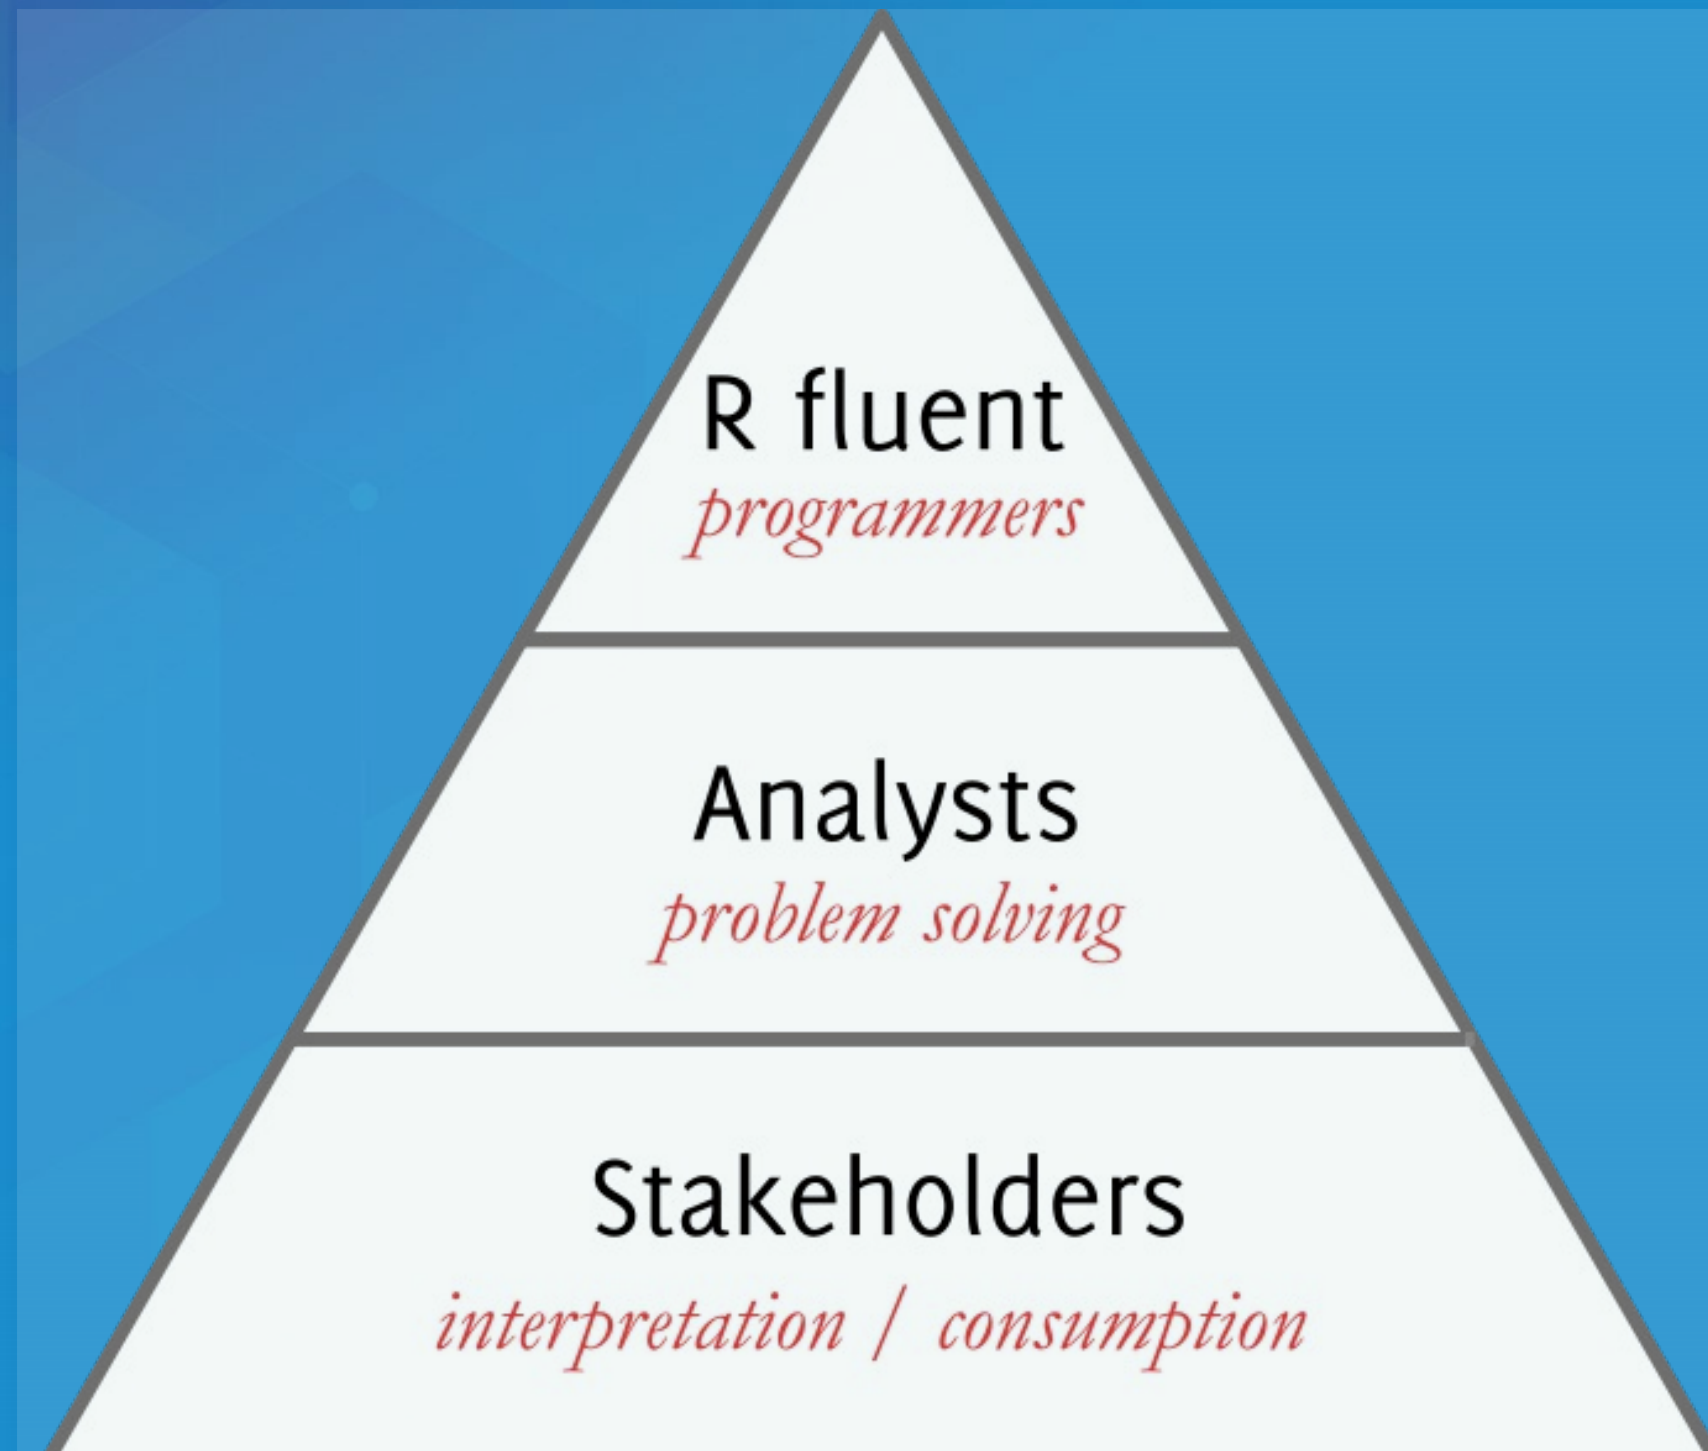 R fluent
programmers
Analysts
problem solving
Stakeholders
interpretation / consumption